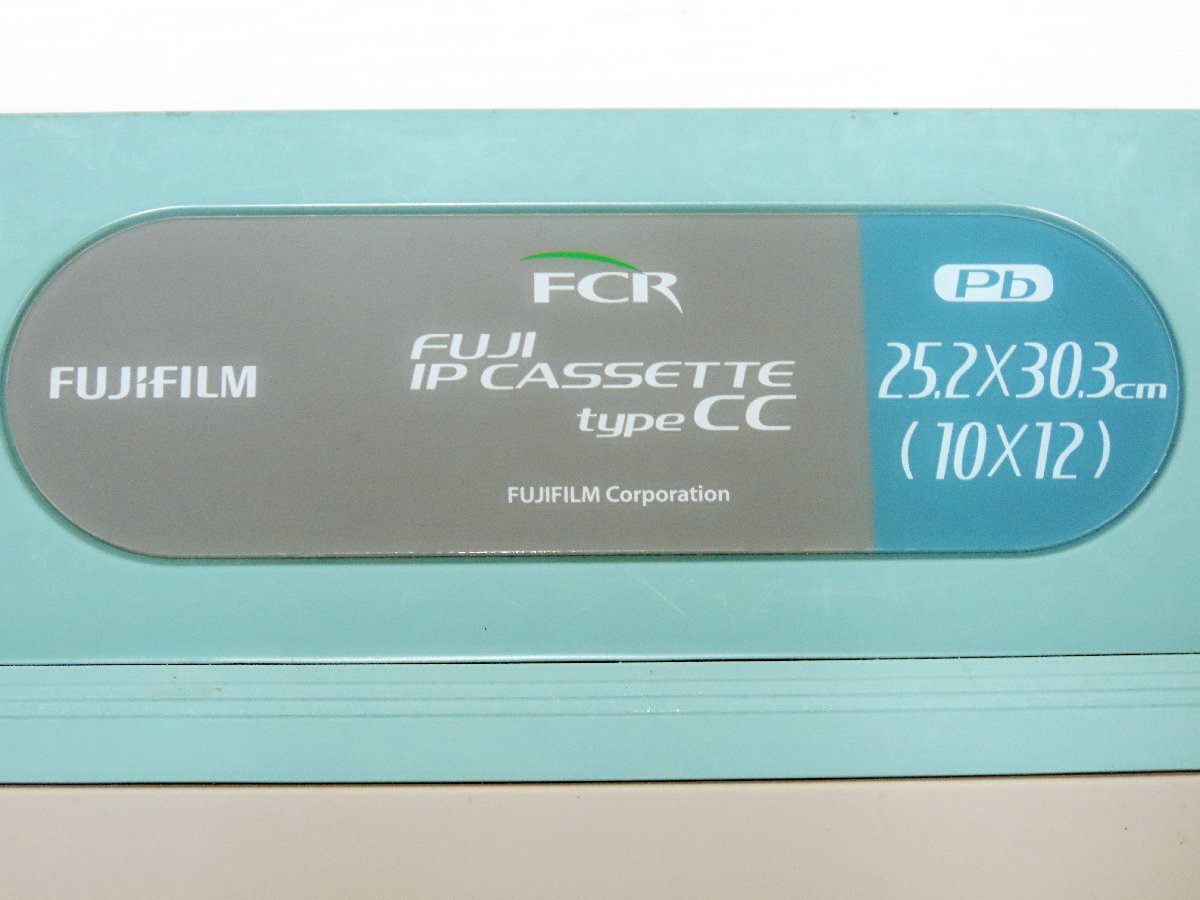 FUJIFILM
FCR
FUJI
IP CASSETTE
type CC
FUJIFILM Corporation
Pb
25.2X30.3cm
(10X12)